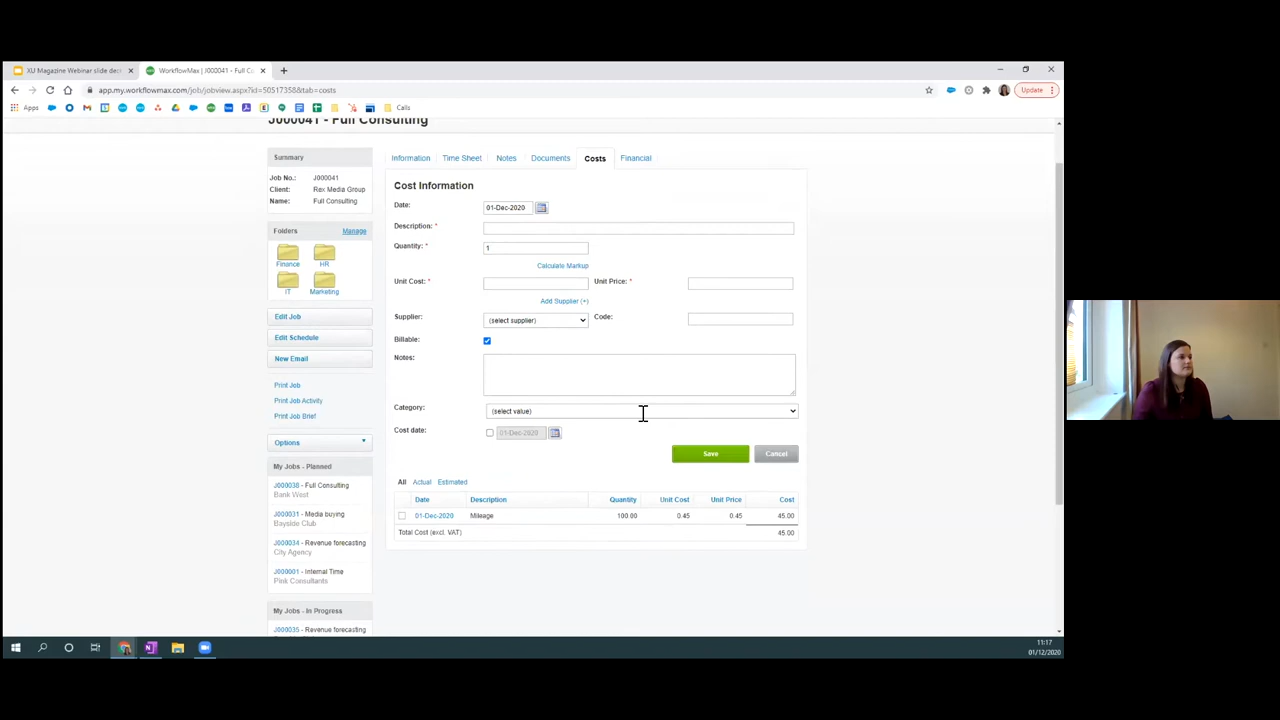 XU Magazine Webinar slide dec
WorkflowMax | J000041 - Full Co
app.my.workflowmax.com/job/jobview.aspx?id=50517358&tab=costs
Update
Apps
Calls
J000041 - Full Consulting
Summary
Job No.: J000041
Client: Rex Media Group
Name: Full Consulting
Folders Manage
Finance HR
IT Marketing
Edit Job
Edit Schedule
New Email
Print Job
Print Job Activity
Print Job Brief
Options
My Jobs - Planned
J000038 - Full Consulting
Bank West
J000031 - Media buying
Bayside Club
J000034 - Revenue forecasting
City Agency
J000001 - Internal Time
Pink Consultants
My Jobs - In Progress
J000035 - Revenue forecasting
Information Time Sheet Notes Documents Costs Financial
Cost Information
Date: 01-Dec-2020
Description: *
Quantity: * 1
Calculate Markup
Unit Cost: * Unit Price: *
Add Supplier (+)
Supplier: (select supplier) Code:
Billable:
Notes:
Category: (select value)
Cost date: 01-Dec-2020
Save Cancel
All Actual Estimated
Date Description Quantity Unit Cost Unit Price Cost
01-Dec-2020 Mileage 100.00 0.45 0.45 45.00
Total Cost (excl. VAT) 45.00
11:17
01/12/2020